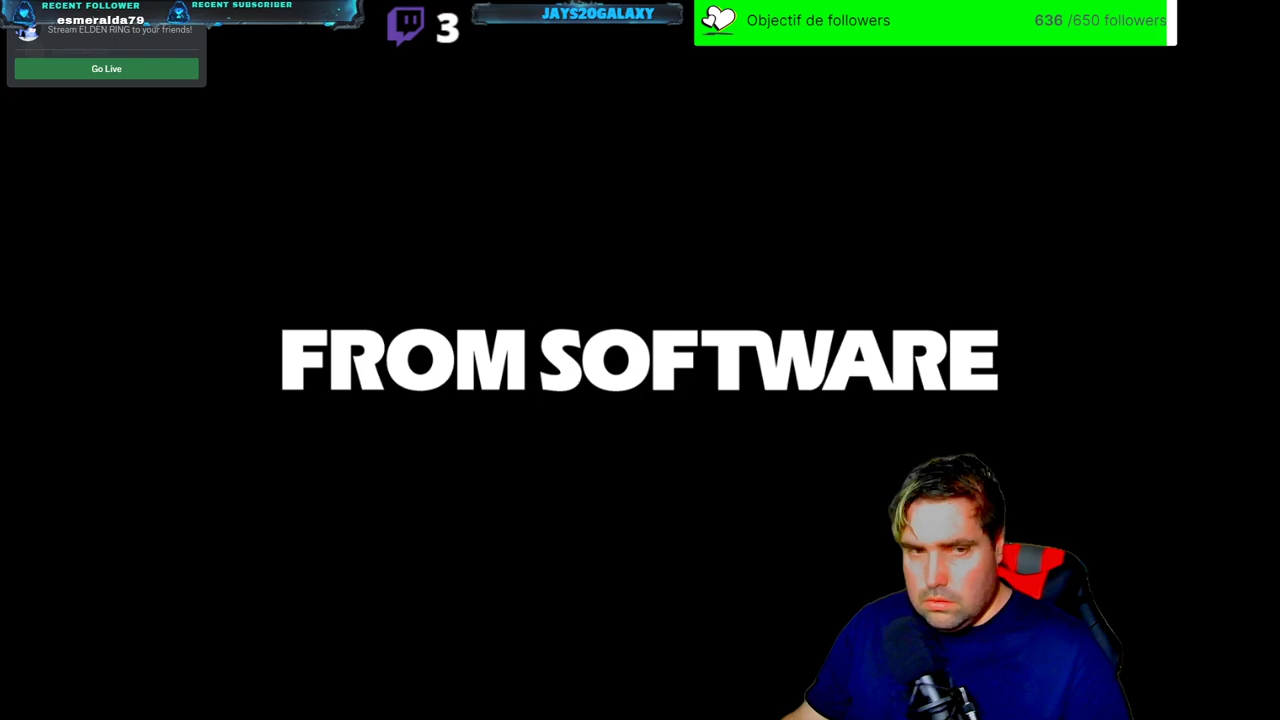 RECENT FOLLOWER
esmeralda79
RECENT SUBSCRIBER
Stream ELDEN RING to your friends!
Go Live
3
JAYS20GALAXY
Objectif de followers
636 /650 followers
FROM SOFTWARE